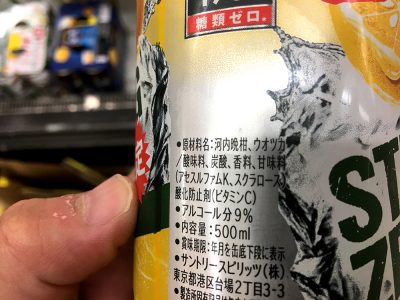 糖類ゼロ。
•原材料名:河内晩柑、ウオツカ
/酸味料、炭酸、香料、甘味料
(アセスルファムK、スクラロース)、
酸化防止剤(ビタミンC)
•アルコール分9%
•内容量:500ml
•賞味期限:年月を缶底下段に表示
•サントリースピリッツ(株)
東京都港区台場2丁目3-3
ST
ZE